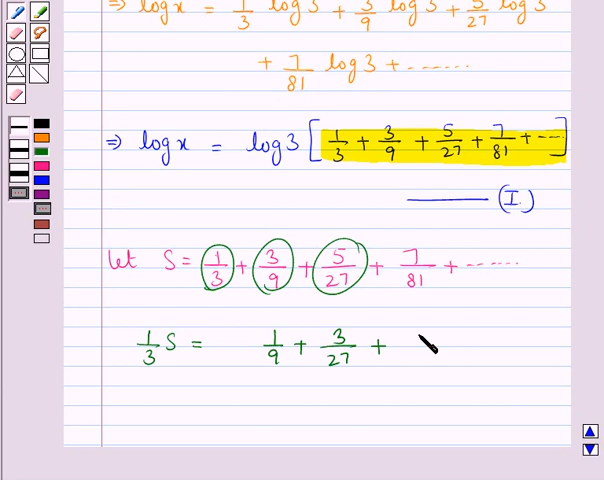 ⇒ log x = 1/3 log 3 + 3/9 log 3 + 5/27 log 3
+ 7/81 log 3 + ........
⇒ log x = log 3 [ 1/3 + 3/9 + 5/27 + 7/81 + ---- ]
——— (I)
let S = 1/3 + 3/9 + 5/27 + 7/81 + ........
1/3 S = 1/9 + 3/27 +